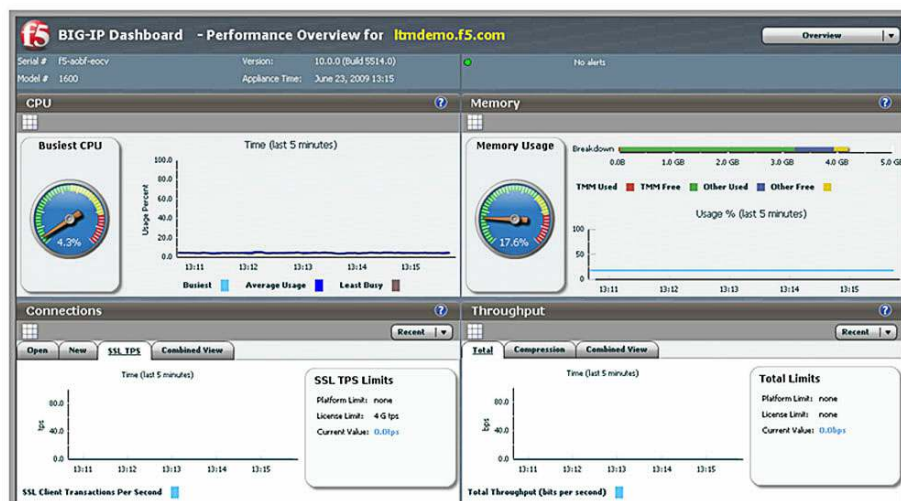 f5 BIG-IP Dashboard - Performance Overview for ltmdemo.f5.com
Overview
Serial # f5-aobf-eocv Version: 10.0.0 (Build 5514.0)
No alerts
Model # 1600 Appliance Time: June 23, 2009 13:15
CPU
?
Busiest CPU
4.3%
Time (last 5 minutes)
Usage Percent
100.0
80.0
60.0
40.0
20.0
0.0
13:11 13:12 13:13 13:14 13:15
Busiest Average Usage Least Busy
Memory
?
Memory Usage
17.6%
Breakdown
0.0B 1.0 GB 2.0 GB 3.0 GB 4.0 GB 5.0 G
TMM Used TMM Free Other Used Other Free
Usage % (last 5 minutes)
100
50
0
13:11 13:12 13:13 13:14 13:15
Connections
?
Recent
Open New SSL TPS Combined View
Time (last 5 minutes)
tps
80.0
40.0
0.0
13:11 13:12 13:13 13:14 13:15
SSL Client Transactions Per Second
SSL TPS Limits
Platform Limit: none
License Limit: 4 G tps
Current Value: 0.0tps
Throughput
?
Recent
Total Compression Combined View
Time (last 5 minutes)
bps
80.0
40.0
0.0
13:11 13:12 13:13 13:14 13:15
Total Throughput (bits per second)
Total Limits
Platform Limit: none
License Limit: none
Current Value: 0.0bps